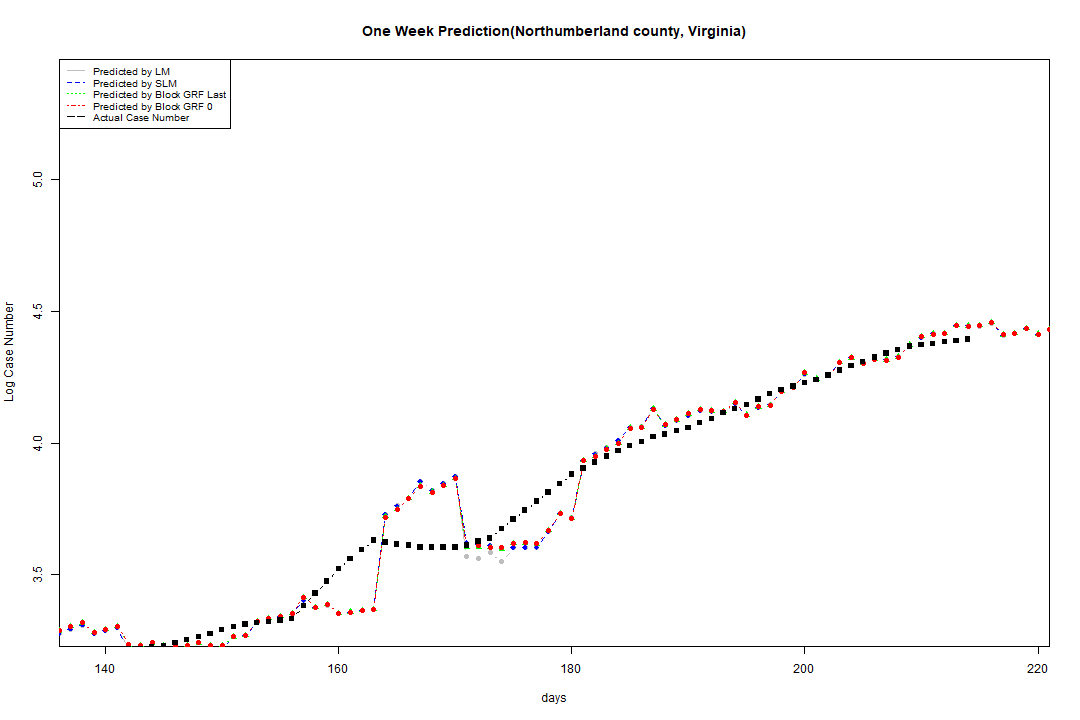 One Week Prediction(Northumberland county, Virginia)
Predicted by LM
Predicted by SLM
Predicted by Block GRF Last
Predicted by Block GRF 0
Actual Case Number
5.0
4.5
4.0
3.5
Log Case Number
140 160 180 200 220
days